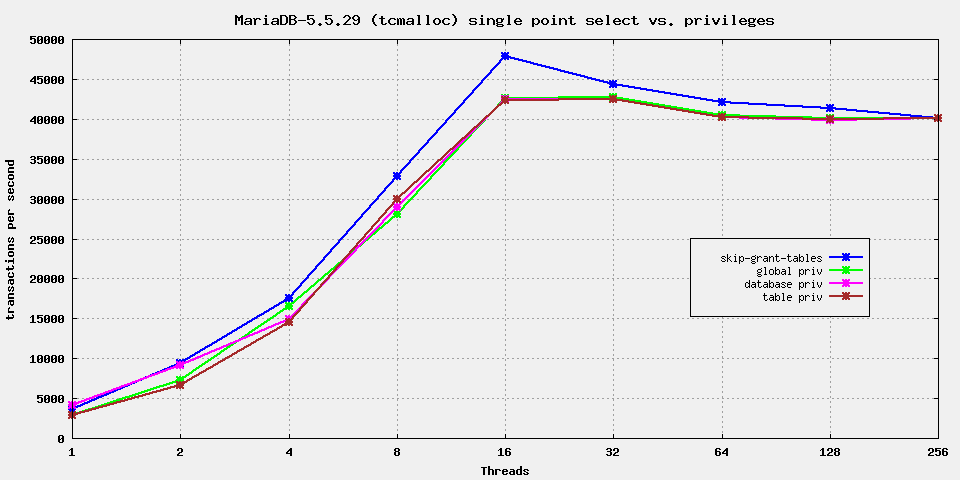 MariaDB-5.5.29 (tcmalloc) single point select vs. privileges
50000
45000
40000
35000
30000
25000
20000
15000
10000
5000
0
transactions per second
skip-grant-tables
global priv
database priv
table priv
1 2 4 8 16 32 64 128 256
Threads